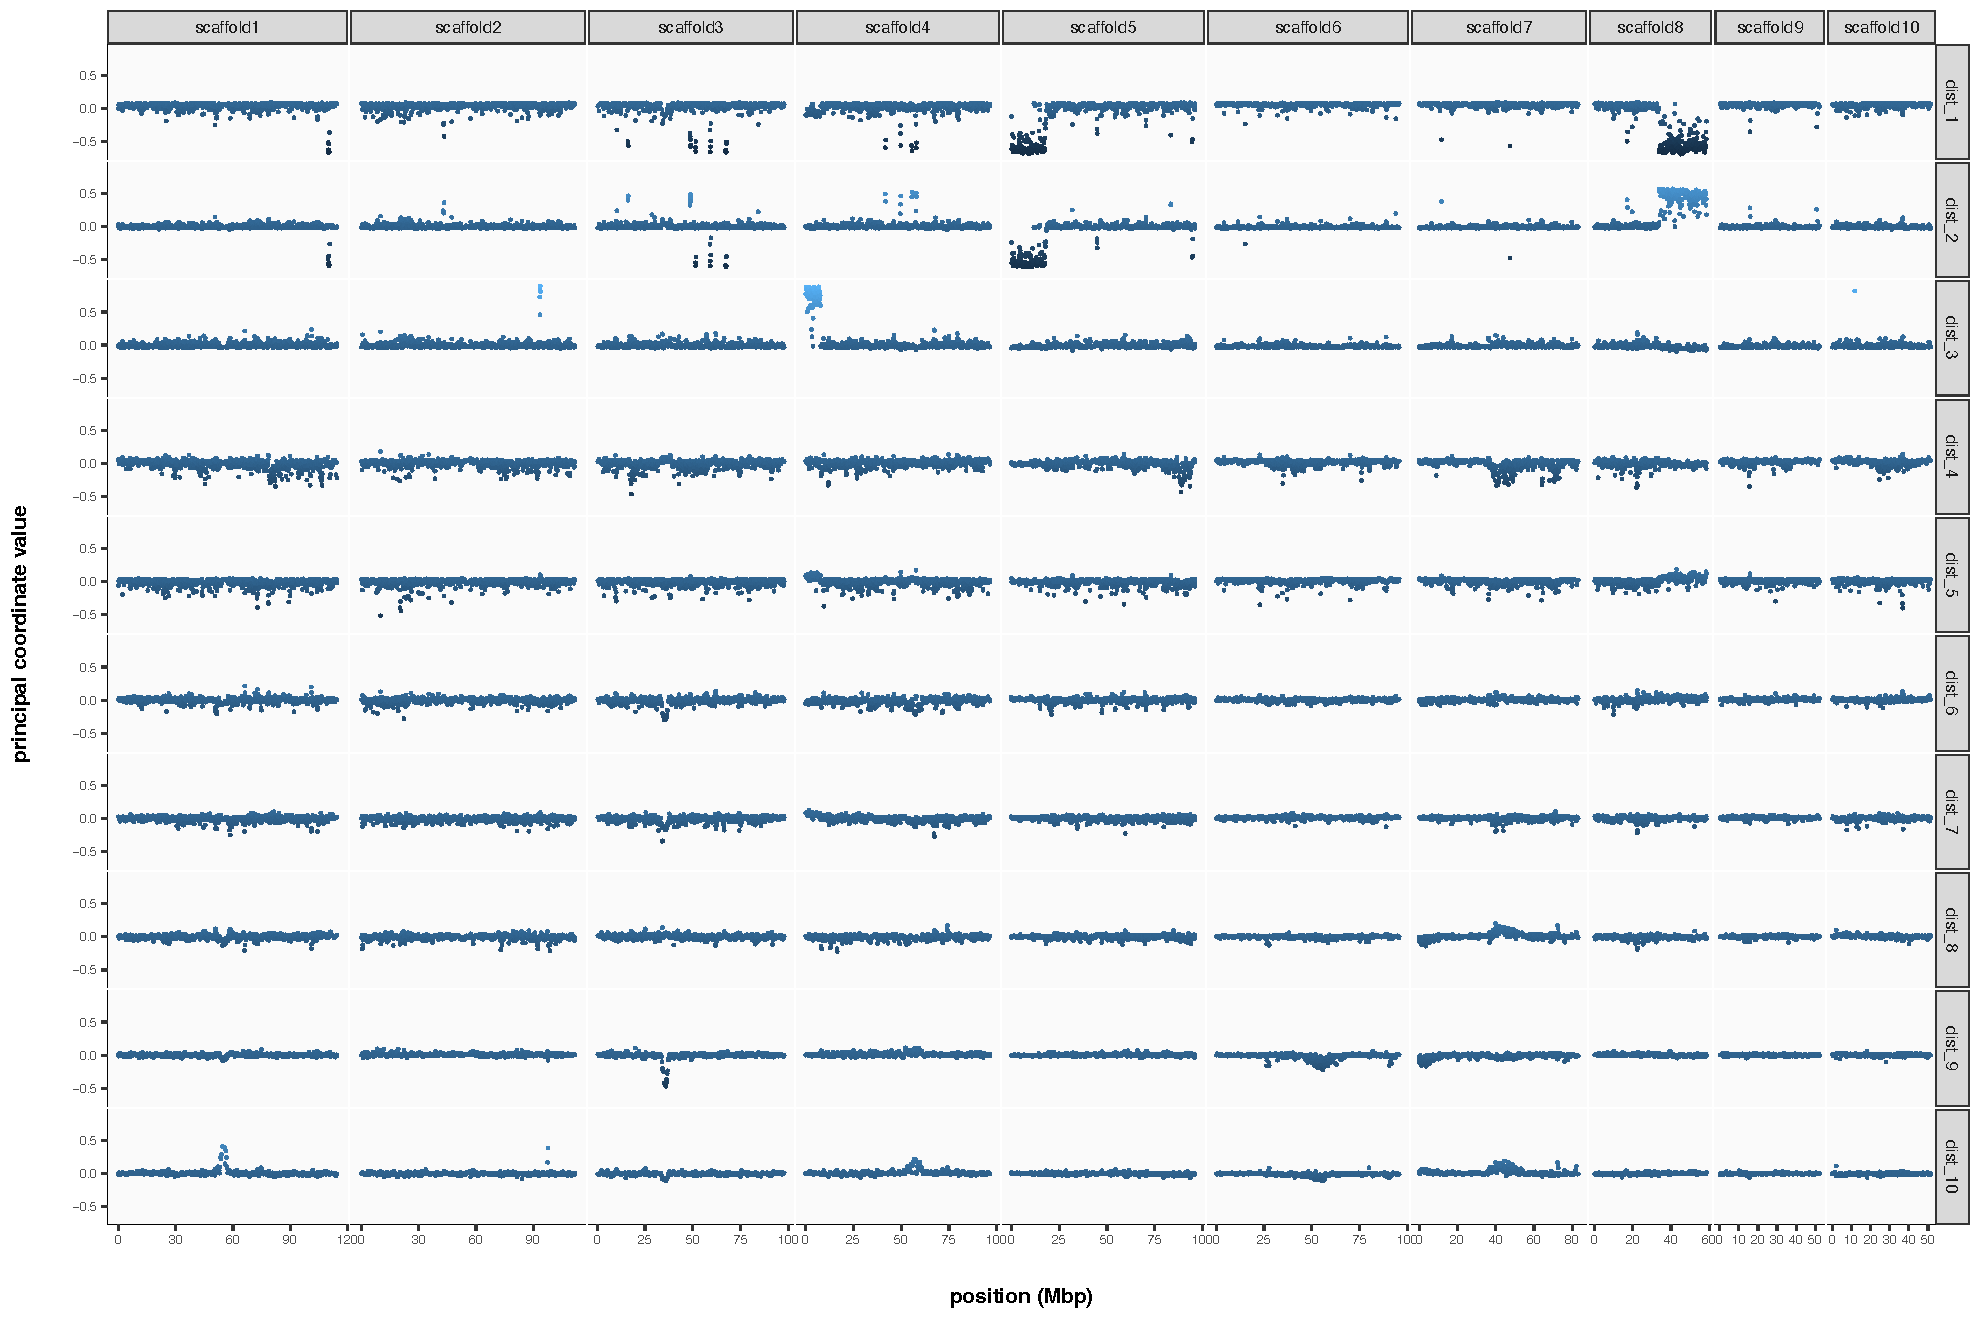 scaffold1 scaffold2 scaffold3 scaffold4 scaffold5 scaffold6 scaffold7 scaffold8 scaffold9 scaffold10
0.5
0.0
−0.5
dist_1
0.5
0.0
−0.5
dist_2
0.5
0.0
−0.5
dist_3
0.5
0.0
−0.5
dist_4
0.5
0.0
−0.5
dist_5
0.5
0.0
−0.5
dist_6
0.5
0.0
−0.5
dist_7
0.5
0.0
−0.5
dist_8
0.5
0.0
−0.5
dist_9
0.5
0.0
−0.5
dist_10
principal coordinate value
0 30 60 90 120 0 30 60 90 0 25 50 75 100 0 25 50 75 100 0 25 50 75 100 0 25 50 75 100 0 20 40 60 80 0 20 40 60 0 10 20 30 40 50 0 10 20 30 40 50
position (Mbp)